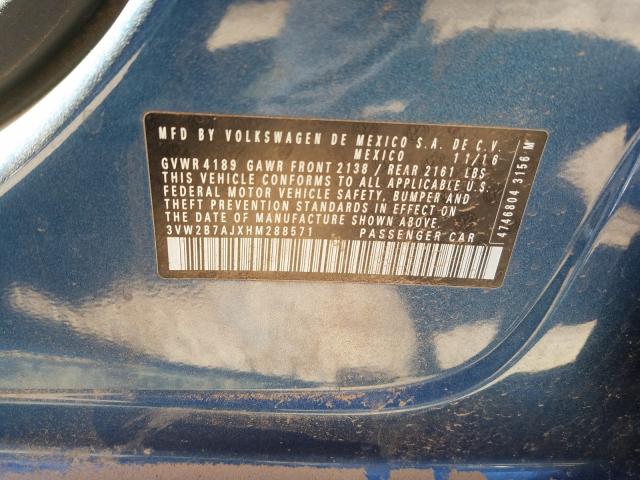 MFD BY VOLKSWAGEN DE MEXICO S.A. DE C.V.
MEXICO 11/16
GVWR 4189 GAWR FRONT 2138 / REAR 2161 LBS
THIS VEHICLE CONFORMS TO ALL APPLICABLE U.S.
FEDERAL MOTOR VEHICLE SAFETY, BUMPER AND
THEFT PREVENTION STANDARDS IN EFFECT ON
THE DATE OF MANUFACTURE SHOWN ABOVE.
3VW2B7AJXHM288571 PASSENGER CAR
4746804 3156 M